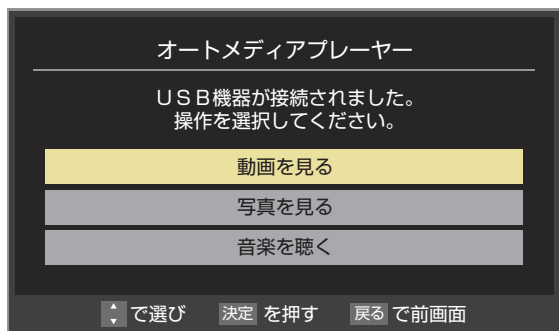 オートメディアプレーヤー
ＵＳＢ機器が接続されました。
操作を選択してください。
動画を見る
写真を見る
音楽を聴く
で選び 決定 を押す 戻る で前画面